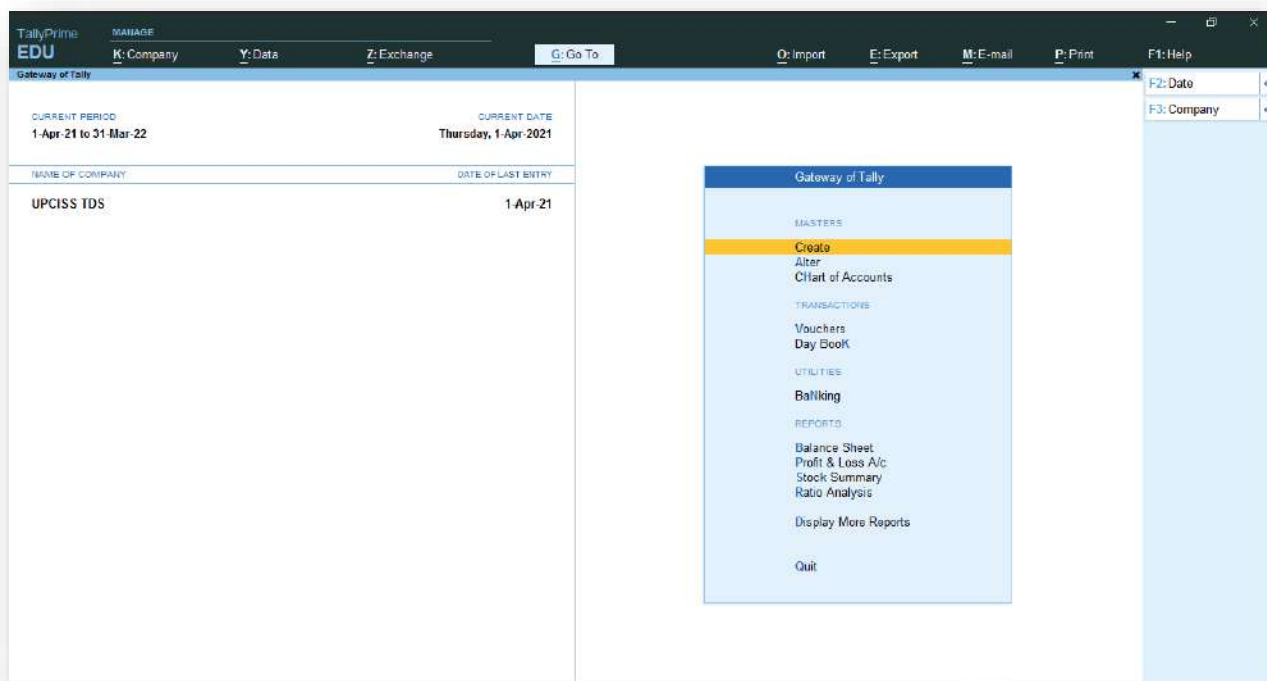 TallyPrime
EDU
MANAGE
K: Company Y: Data Z: Exchange G: Go To O: Import E: Export M: E-mail P: Print F1: Help
Gateway of Tally
F2: Date
F3: Company
CURRENT PERIOD CURRENT DATE
1-Apr-21 to 31-Mar-22 Thursday, 1-Apr-2021
NAME OF COMPANY DATE OF LAST ENTRY
UPCISS TDS 1-Apr-21
Gateway of Tally
MASTERS
Create
Alter
CHart of Accounts
TRANSACTIONS
Vouchers
Day BooK
UTILITIES
BaNking
REPORTS
Balance Sheet
Profit & Loss A/c
Stock Summary
Ratio Analysis
Display More Reports
Quit